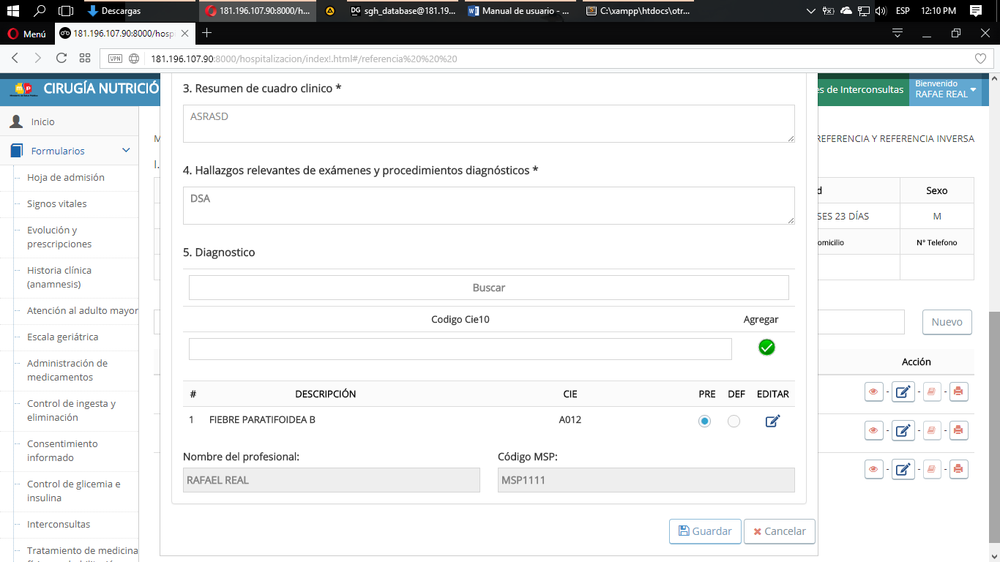 Descargas
181.196.107.90:8000/h...
sgh_database@181.19...
Manual de usuario - ...
C:\xampp\htdocs\otr...
ESP
12:10 PM
Menú
181.196.107.90:8000/hospi
VPN
181.196.107.90:8000/hospitalizacion/index!.html#/referencia%20%20%20
CIRUGÍA NUTRICIÓ
es de Interconsultas
Bienvenido
RAFAE REAL
Inicio
Formularios
Hoja de admisión
Signos vitales
Evolución y
prescripciones
Historia clínica
(anamnesis)
Atención al adulto mayor
Escala geriátrica
Administración de
medicamentos
Control de ingesta y
eliminación
Consentimiento
informado
Control de glicemia e
insulina
Interconsultas
Tratamiento de medicina
3. Resumen de cuadro clinico *
ASRASD
4. Hallazgos relevantes de exámenes y procedimientos diagnósticos *
DSA
5. Diagnostico
Buscar
Codigo Cie10 Agregar
# DESCRIPCIÓN CIE PRE DEF EDITAR
1 FIEBRE PARATIFOIDEA B A012
Nombre del profesional: Código MSP:
RAFAEL REAL MSP1111
Guardar Cancelar
REFERENCIA Y REFERENCIA INVERSA
d Sexo
SES 23 DÍAS M
omicilio N° Telefono
Nuevo
Acción